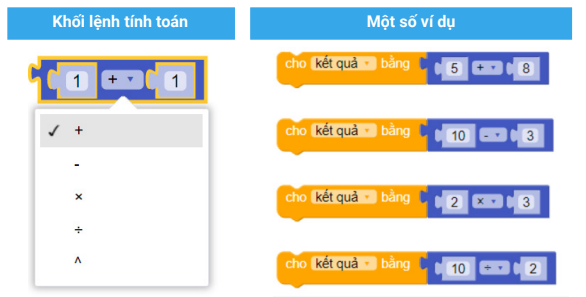 Khối lệnh tính toán
1 + 1
+
-
×
÷
^
Một số ví dụ
cho kết quả bằng 5 + 8
cho kết quả bằng 10 - 3
cho kết quả bằng 2 × 3
cho kết quả bằng 10 ÷ 2